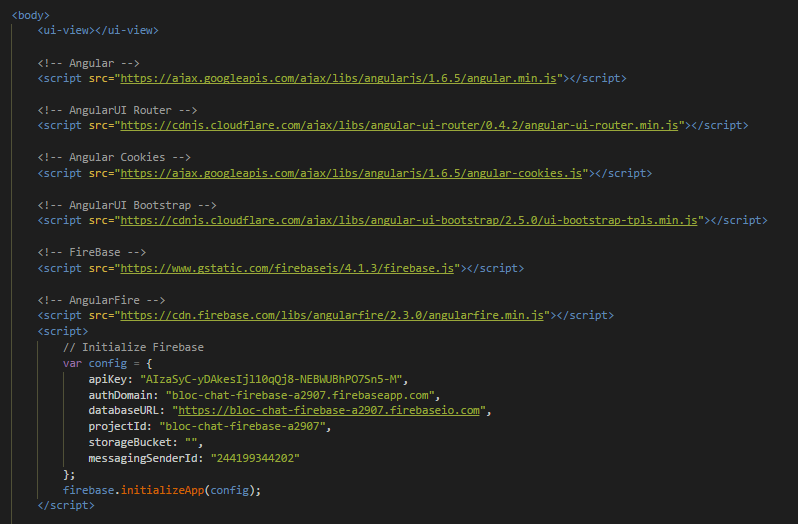 <body>
<ui-view></ui-view>
<!-- Angular -->
<script src="https://ajax.googleapis.com/ajax/libs/angularjs/1.6.5/angular.min.js"></script>
<!-- AngularUI Router -->
<script src="https://cdnjs.cloudflare.com/ajax/libs/angular-ui-router/0.4.2/angular-ui-router.min.js"></script>
<!-- Angular Cookies -->
<script src="https://ajax.googleapis.com/ajax/libs/angularjs/1.6.5/angular-cookies.js"></script>
<!-- AngularUI Bootstrap -->
<script src="https://cdnjs.cloudflare.com/ajax/libs/angular-ui-bootstrap/2.5.0/ui-bootstrap-tpls.min.js"></script>
<!-- FireBase -->
<script src="https://www.gstatic.com/firebasejs/4.1.3/firebase.js"></script>
<!-- AngularFire -->
<script src="https://cdn.firebase.com/libs/angularfire/2.3.0/angularfire.min.js"></script>
<script>
// Initialize Firebase
var config = {
apiKey: "AIzaSyC-yDAkesIjl10qQj8-NEBWUBhPO7Sn5-M",
authDomain: "bloc-chat-firebase-a2907.firebaseapp.com",
databaseURL: "https://bloc-chat-firebase-a2907.firebaseio.com",
projectId: "bloc-chat-firebase-a2907",
storageBucket: "",
messagingSenderId: "244199344202"
};
firebase.initializeApp(config);
</script>